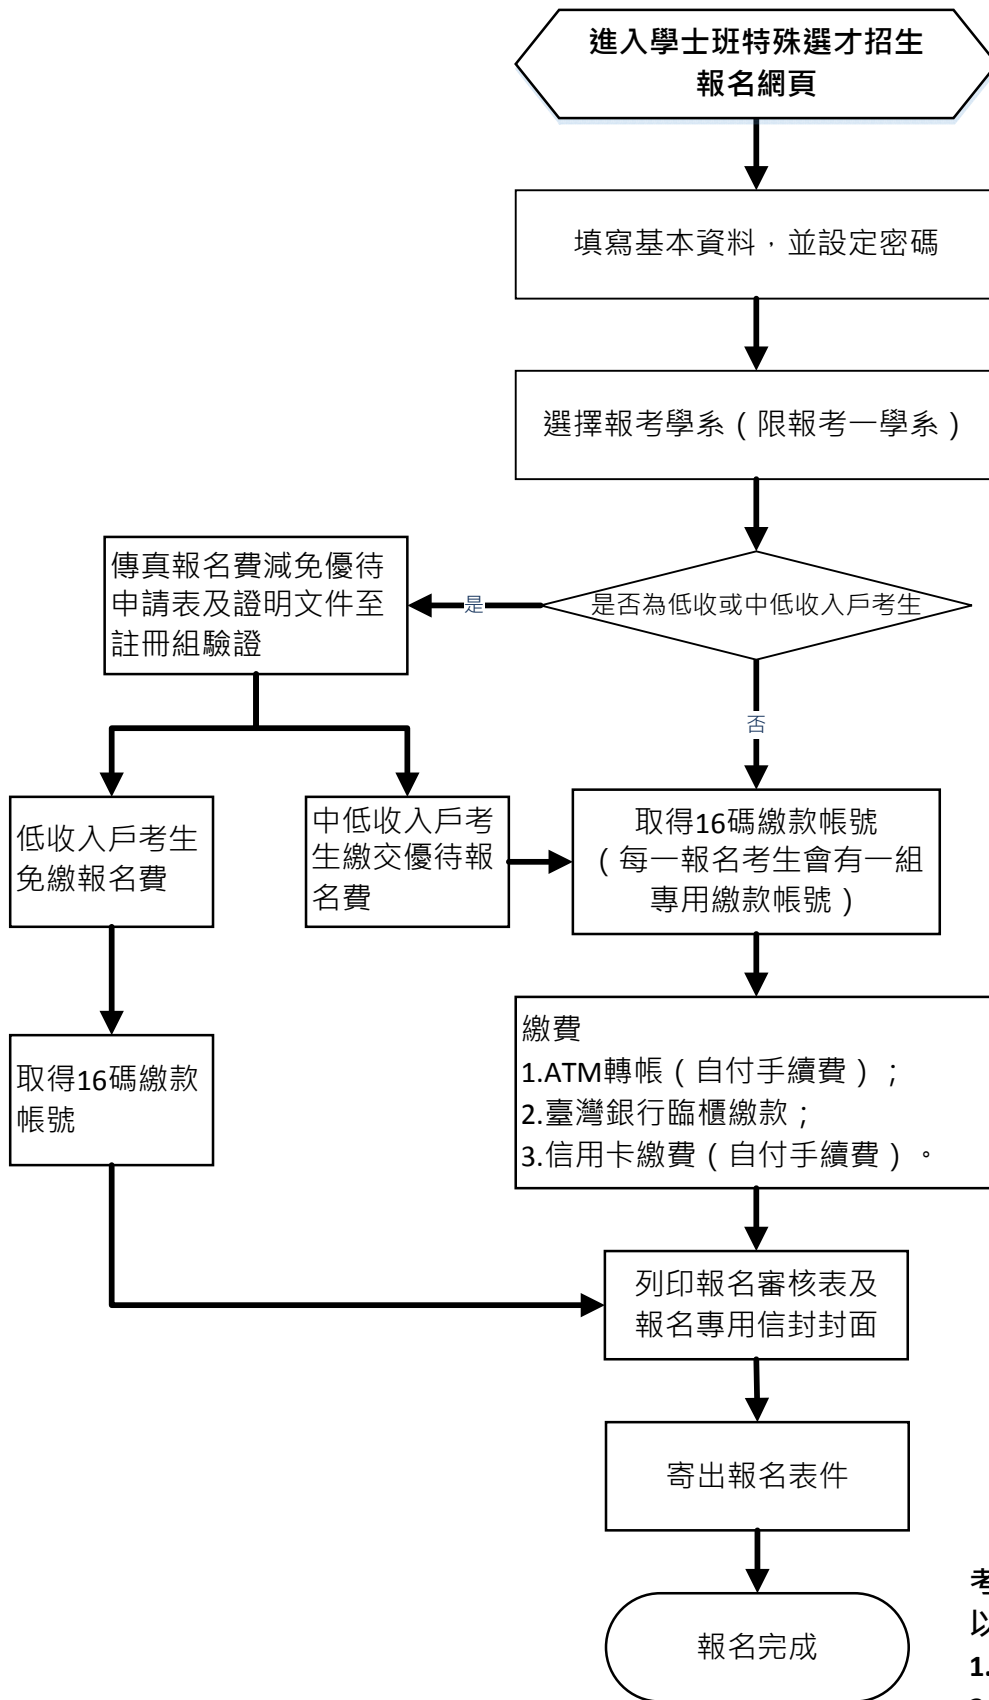 進入學士班特殊選才招生
報名網頁
填寫基本資料，並設定密碼
選擇報考學系（限報考一學系）
是否為低收或中低收入戶考生
是
否
傳真報名費減免優待
申請表及證明文件至
註冊組驗證
低收入戶考生
免繳報名費
中低收入戶考
生繳交優待報
名費
取得16碼繳款帳號
（每一報名考生會有一組
專用繳款帳號）
取得16碼繳款
帳號
繳費
1.ATM轉帳（自付手續費）；
2.臺灣銀行臨櫃繳款；
3.信用卡繳費（自付手續費）。
列印報名審核表及
報名專用信封封面
寄出報名表件
報名完成
考
以
1.